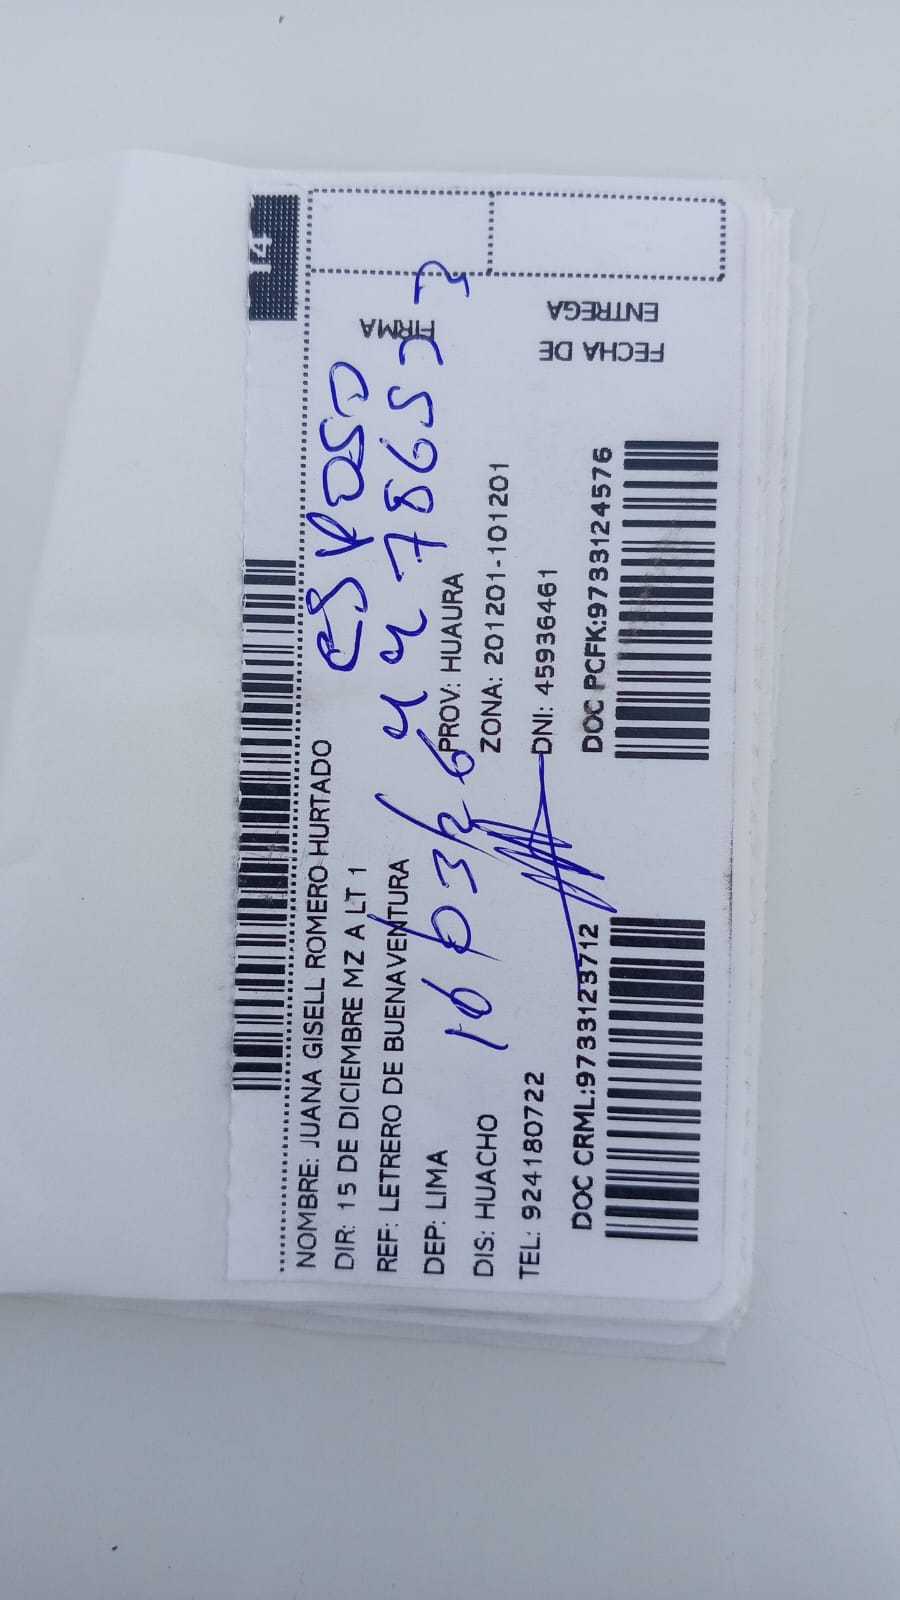 14
NOMBRE: JUANA GISELL ROMERO HURTADO
DIR: 15 DE DICIEMBRE MZ A LT 1
REF: LETRERO DE BUENAVENTURA
DEP: LIMA
PROV: HUAURA
DIS: HUACHO
ZONA: 201201-101201
TEL: 924180722
DNI: 45936461
DOC CRML:9733123712
DOC PCFK:9733124576
ESPOSO
FIRMA
FECHA DE
ENTREGA